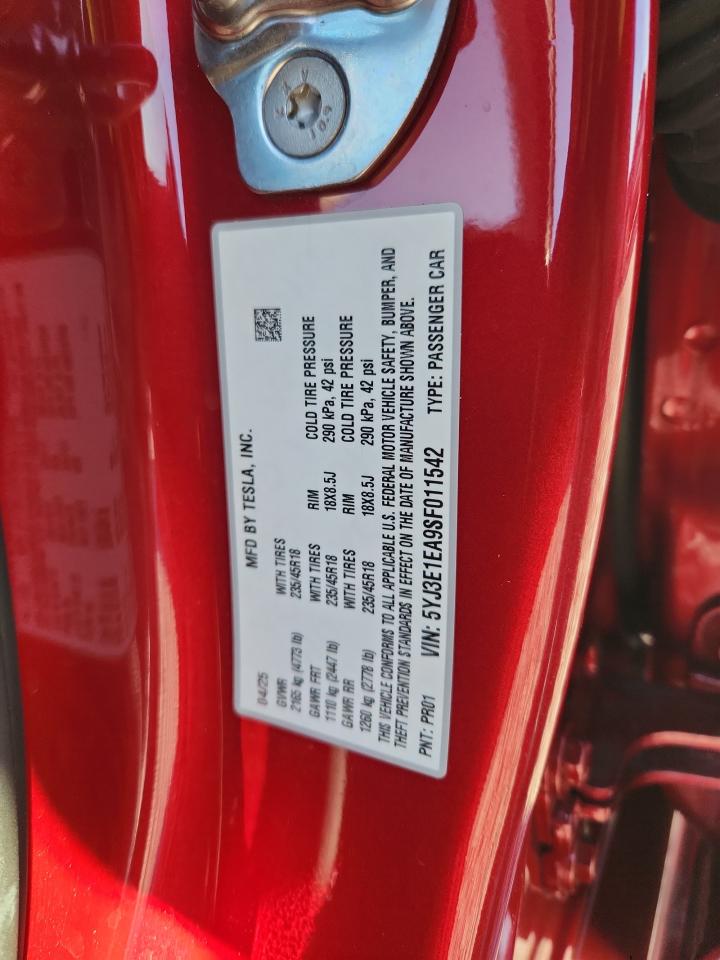 04/25 MFD BY TESLA, INC.
GVWR WITH TIRES RIM COLD TIRE PRESSURE
2165 kg (4773 lb) 235/45R18 18X8.5J 290 kPa, 42 psi
GAWR FRT WITH TIRES RIM COLD TIRE PRESSURE
1110 kg (2447 lb) 235/45R18 18X8.5J 290 kPa, 42 psi
GAWR RR
1260 kg (2778 lb)
THIS VEHICLE CONFORMS TO ALL APPLICABLE U.S. FEDERAL MOTOR VEHICLE SAFETY, BUMPER, AND
THEFT PREVENTION STANDARDS IN EFFECT ON THE DATE OF MANUFACTURE SHOWN ABOVE.
PNT: PR01 VIN: 5YJ3E1EA9SF011542 TYPE: PASSENGER CAR
10.9